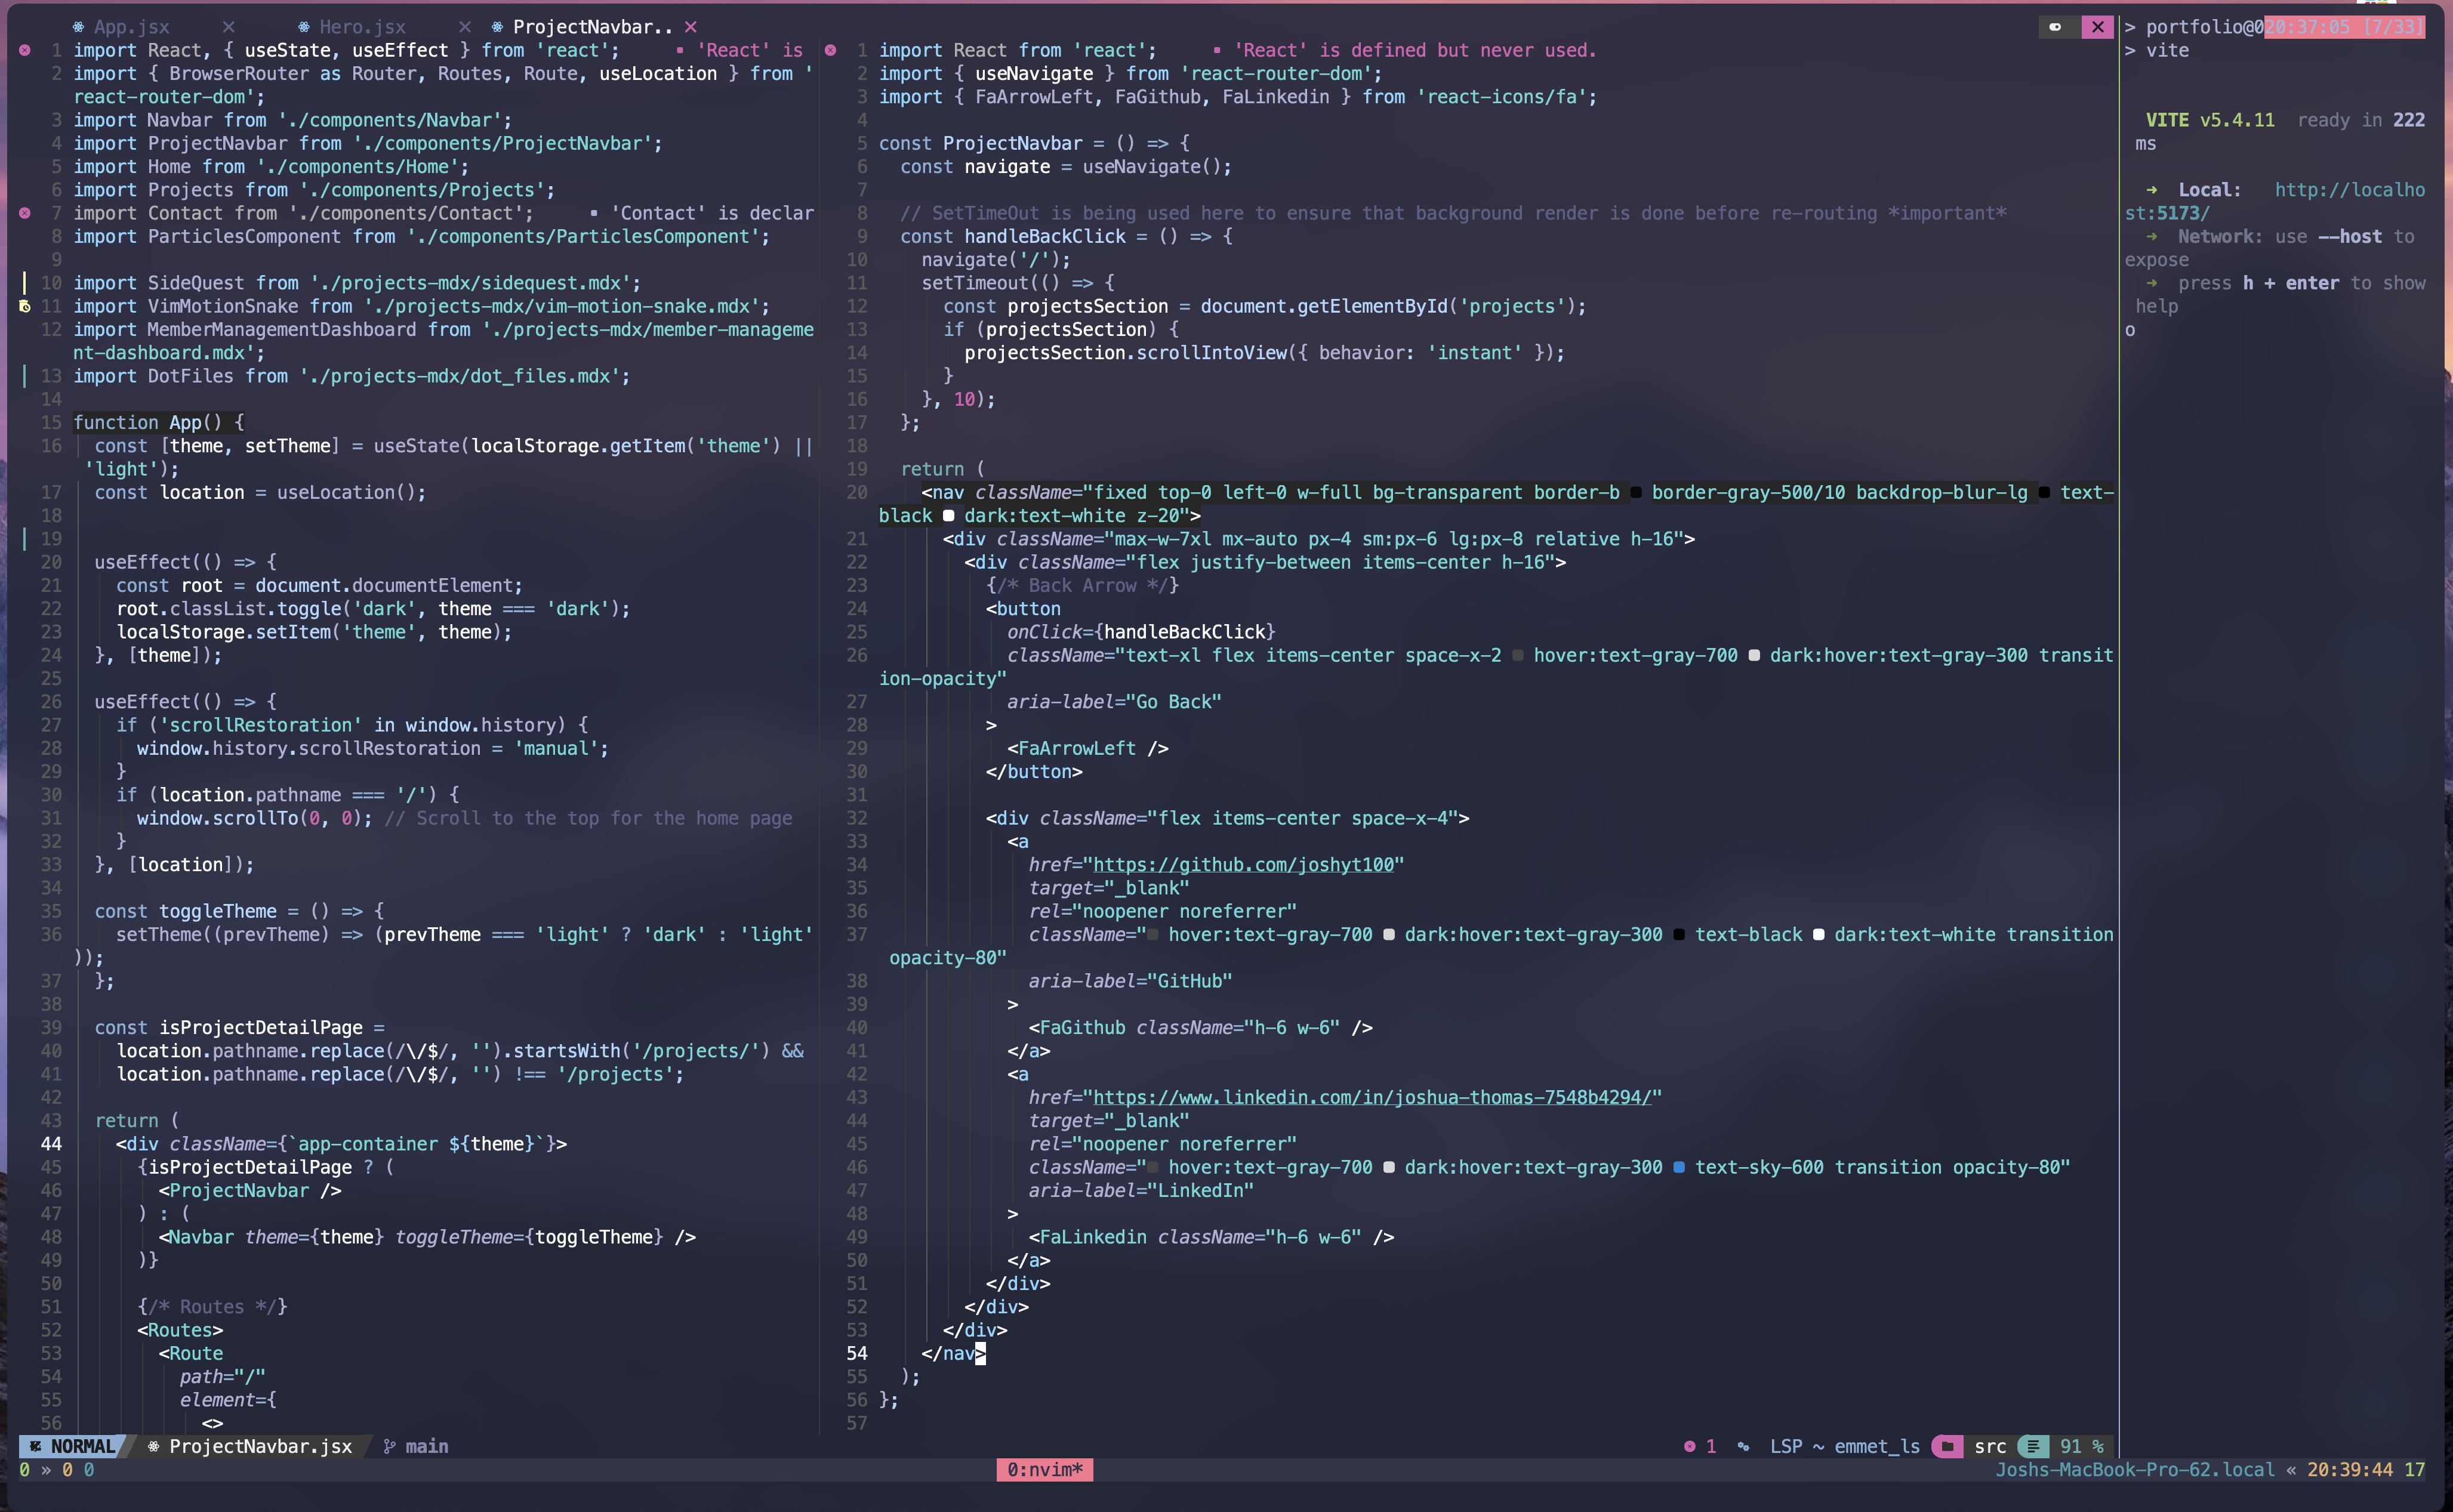 App.jsx Hero.jsx ProjectNavbar..
1 import React, { useState, useEffect } from 'react'; ▪ 'React' is
2 import { BrowserRouter as Router, Routes, Route, useLocation } from '
react-router-dom';
3 import Navbar from './components/Navbar';
4 import ProjectNavbar from './components/ProjectNavbar';
5 import Home from './components/Home';
6 import Projects from './components/Projects';
7 import Contact from './components/Contact'; ▪ 'Contact' is declar
8 import ParticlesComponent from './components/ParticlesComponent';
9
10 import SideQuest from './projects-mdx/sidequest.mdx';
11 import VimMotionSnake from './projects-mdx/vim-motion-snake.mdx';
12 import MemberManagementDashboard from './projects-mdx/member-manageme
nt-dashboard.mdx';
13 import DotFiles from './projects-mdx/dot_files.mdx';
14
15 function App() {
16 const [theme, setTheme] = useState(localStorage.getItem('theme') ||
'light');
17 const location = useLocation();
18
19
20 useEffect(() => {
21 const root = document.documentElement;
22 root.classList.toggle('dark', theme === 'dark');
23 localStorage.setItem('theme', theme);
24 }, [theme]);
25
26 useEffect(() => {
27 if ('scrollRestoration' in window.history) {
28 window.history.scrollRestoration = 'manual';
29 }
30 if (location.pathname === '/') {
31 window.scrollTo(0, 0); // Scroll to the top for the home page
32 }
33 }, [location]);
34
35 const toggleTheme = () => {
36 setTheme((prevTheme) => (prevTheme === 'light' ? 'dark' : 'light'
));
37 };
38
39 const isProjectDetailPage =
40 location.pathname.replace(/\/$/, '').startsWith('/projects/') &&
41 location.pathname.replace(/\/$/, '') !== '/projects';
42
43 return (
44 <div className={`app-container ${theme}`}>
45 {isProjectDetailPage ? (
46 <ProjectNavbar />
47 ) : (
48 <Navbar theme={theme} toggleTheme={toggleTheme} />
49 )}
50
51 {/* Routes */}
52 <Routes>
53 <Route
54 path="/"
55 element={
56 <>
1 import React from 'react'; ▪ 'React' is defined but never used.
2 import { useNavigate } from 'react-router-dom';
3 import { FaArrowLeft, FaGithub, FaLinkedin } from 'react-icons/fa';
4
5 const ProjectNavbar = () => {
6 const navigate = useNavigate();
7
8 // SetTimeOut is being used here to ensure that background render is done before re-routing *important*
9 const handleBackClick = () => {
10 navigate('/');
11 setTimeout(() => {
12 const projectsSection = document.getElementById('projects');
13 if (projectsSection) {
14 projectsSection.scrollIntoView({ behavior: 'instant' });
15 }
16 }, 10);
17 };
18
19 return (
20 <nav className="fixed top-0 left-0 w-full bg-transparent border-b border-gray-500/10 backdrop-blur-lg text-
black dark:text-white z-20">
21 <div className="max-w-7xl mx-auto px-4 sm:px-6 lg:px-8 relative h-16">
22 <div className="flex justify-between items-center h-16">
23 {/* Back Arrow */}
24 <button
25 onClick={handleBackClick}
26 className="text-xl flex items-center space-x-2 hover:text-gray-700 dark:hover:text-gray-300 transit
ion-opacity"
27 aria-label="Go Back"
28 >
29 <FaArrowLeft />
30 </button>
31
32 <div className="flex items-center space-x-4">
33 <a
34 href="https://github.com/joshyt100"
35 target="_blank"
36 rel="noopener noreferrer"
37 className=" hover:text-gray-700 dark:hover:text-gray-300 text-black dark:text-white transition
opacity-80"
38 aria-label="GitHub"
39 >
40 <FaGithub className="h-6 w-6" />
41 </a>
42 <a
43 href="https://www.linkedin.com/in/joshua-thomas-7548b4294/"
44 target="_blank"
45 rel="noopener noreferrer"
46 className=" hover:text-gray-700 dark:hover:text-gray-300 text-sky-600 transition opacity-80"
47 aria-label="LinkedIn"
48 >
49 <FaLinkedin className="h-6 w-6" />
50 </a>
51 </div>
52 </div>
53 </div>
54 </nav>
55 );
56 };
57
> portfolio@0 20:37:05 [7/33]
> vite
VITE v5.4.11 ready in 222
ms
➜ Local: http://localho
st:5173/
➜ Network: use --host to
expose
➜ press h + enter to show
help
o
NORMAL ProjectNavbar.jsx main 1 LSP ~ emmet_ls src 91 %
0 » 0 0 0:nvim* Joshs-MacBook-Pro-62.local « 20:39:44 17